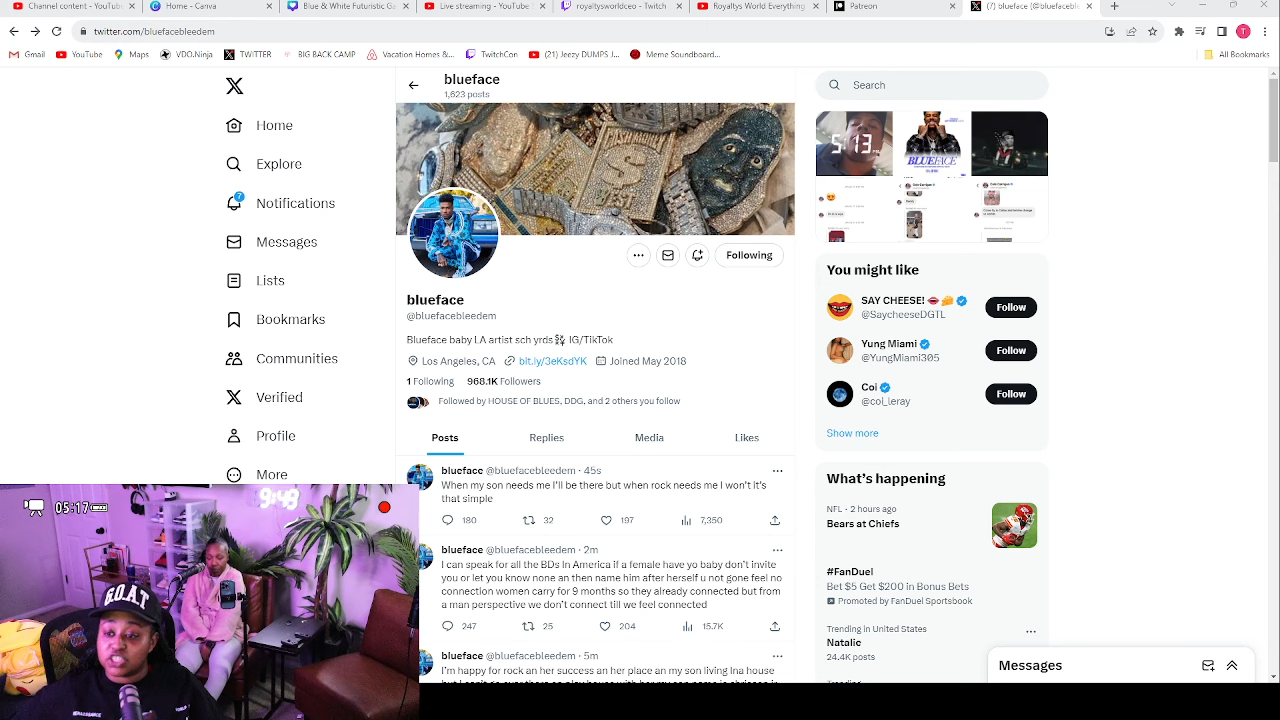 Channel content - YouTube
Home - Canva
Blue & White Futuristic Ga
Live streaming - YouTube
royaltysworldceo - Twitch
Royaltys World Everything
Patreon
(7) blueface (@bluefaceble
twitter.com/bluefacebleedem
T
Gmail
YouTube
Maps
VDO.Ninja
TWITTER
BIG BACK CAMP
Vacation Homes &...
TwitchCon
(21) Jeezy DUMPS J...
Meme Soundboard...
All Bookmarks
Home
Explore
7
Notifications
Messages
Lists
Bookmarks
Communities
Verified
Profile
More
blueface
1,623 posts
Following
blueface
@bluefacebleedem
Blueface baby LA artist sch yrds⛓ IG/TikTok
Los Angeles, CA bit.ly/3eKsdYK Joined May 2018
1 Following 968.1K Followers
Followed by HOUSE OF BLUES, DDG, and 2 others you follow
Posts Replies Media Likes
blueface @bluefacebleedem · 45s
When my son needs me I'll be there but when rock needs me I won't it's
that simple
180 32 197 7,350
blueface @bluefacebleedem · 2m
I can speak for all the BDs In America if a female have yo baby don't invite
you or let you know none an then name him after herself u not gone feel no
connection women carry for 9 months so they already connected but from
a man perspective we don't connect till we feel connected
247 25 204 15.7K
blueface @bluefacebleedem · 5m
I'm happy for rock an her success an her place an my son living Ina house
Search
5:13
BLUEFACE
You might like
SAY CHEESE! 👄🧀
@SaycheeseDGTL
Follow
Yung Miami
@YungMiami305
Follow
Coi
@coi_leray
Follow
Show more
What's happening
NFL · 2 hours ago
Bears at Chiefs
#FanDuel
Bet $5 Get $200 in Bonus Bets
Promoted by FanDuel Sportsbook
Trending in United States
Natalic
24.4K posts
Messages
05:17
9:49
G.O.A.T